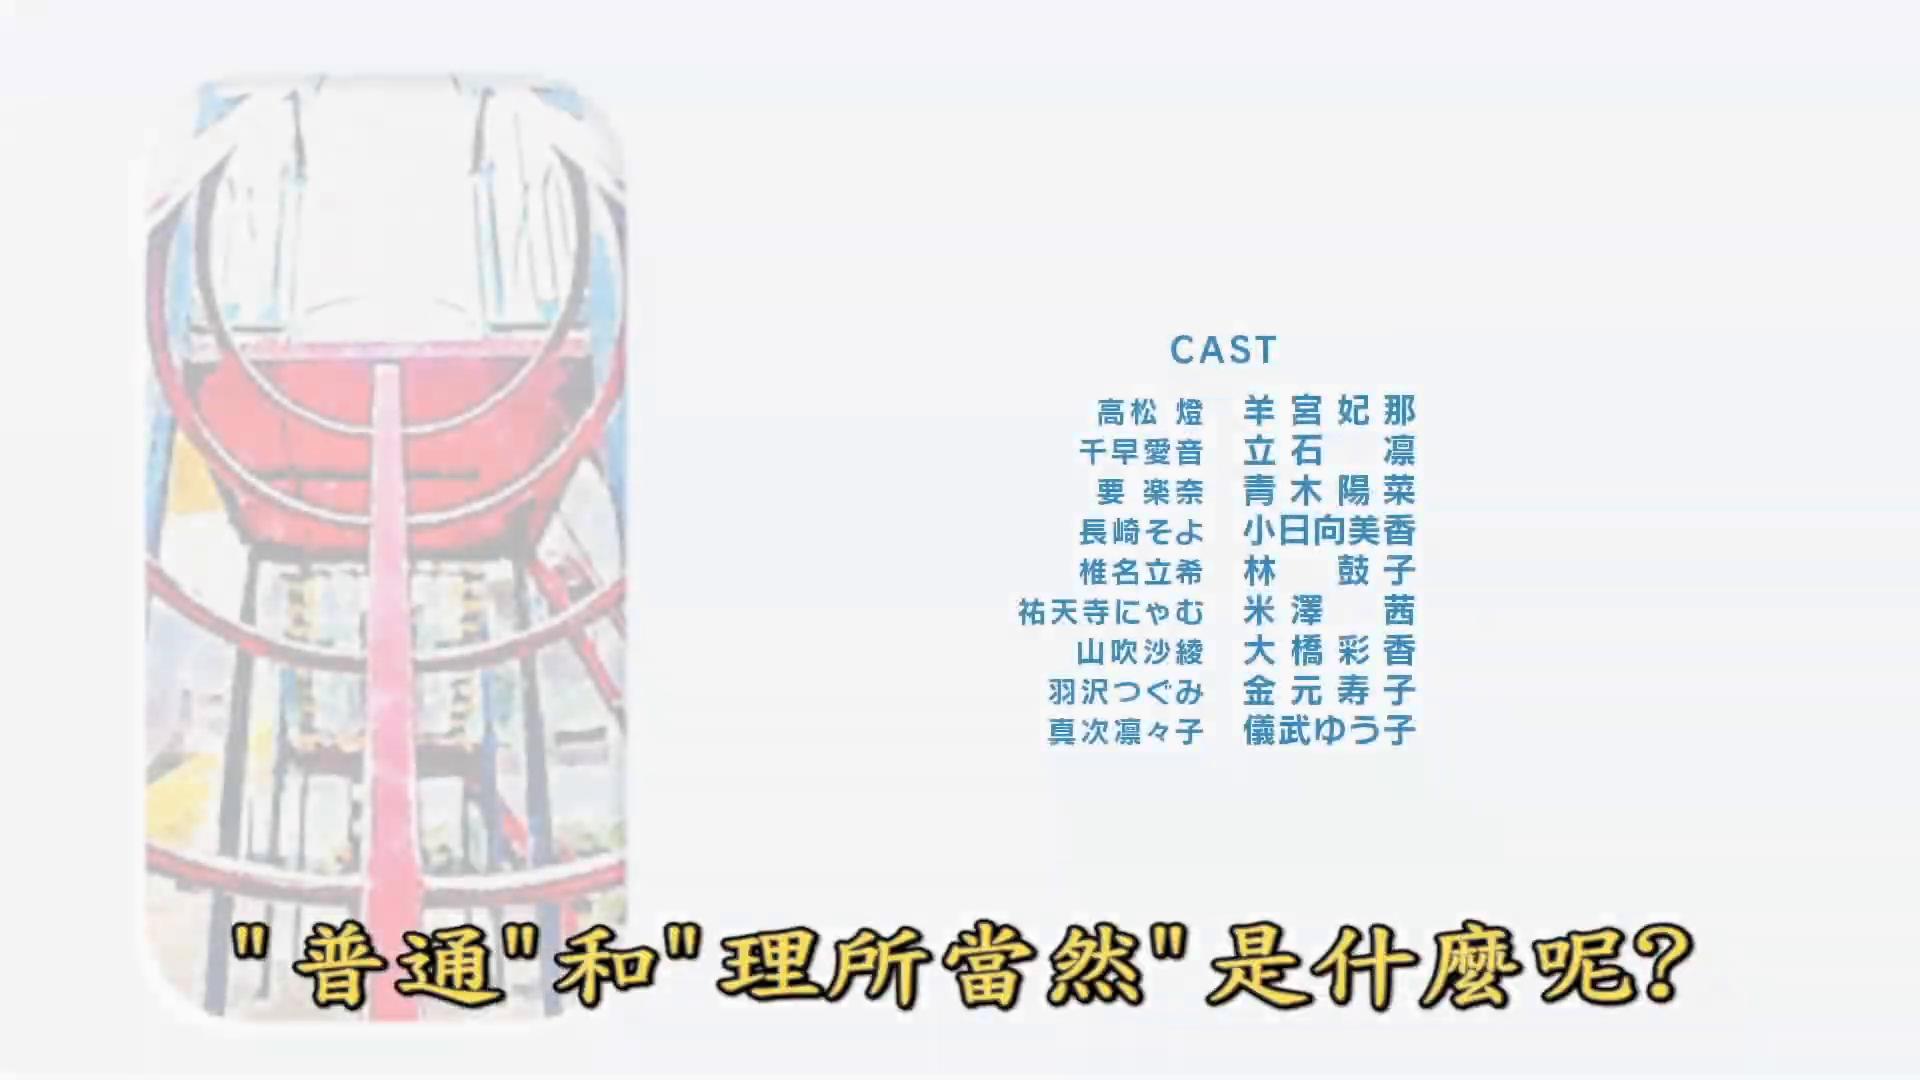 CAST
高松 燈 羊宮妃那
千早愛音 立石 凛
要 楽奈 青木陽菜
長崎そよ 小日向美香
椎名立希 林 鼓子
祐天寺にゃむ 米澤 茜
山吹沙綾 大橋彩香
羽沢つぐみ 金元寿子
真次凛々子 儀武ゆう子
"普通"和"理所當然"是什麼呢?